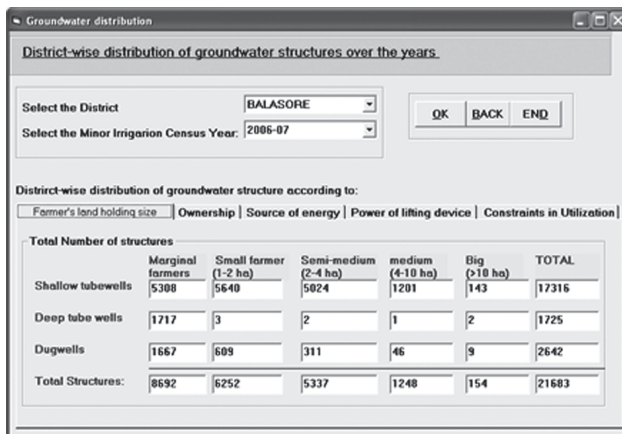 Groundwater distribution
District-wise distribution of groundwater structures over the years
Select the District BALASORE
Select the Minor Irrigarion Census Year: 2006-07
OK BACK END
Distrirct-wise distribution of groundwater structure according to:
Farmer's land holding size Ownership Source of energy Power of lifting device Constraints in Utilization
Total Number of structures
Marginal farmers Small farmer (1-2 ha) Semi-medium (2-4 ha) medium (4-10 ha) Big (>10 ha) TOTAL
Shallow tubewells 5308 5640 5024 1201 143 17316
Deep tube wells 1717 3 2 1 2 1725
Dugwells 1667 609 311 46 9 2642
Total Structures: 8692 6252 5337 1248 154 21683